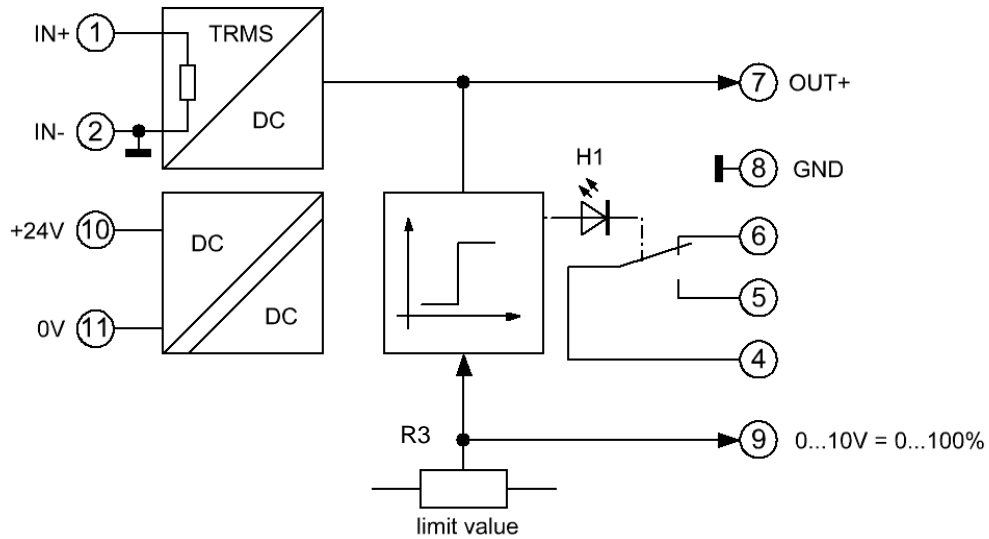 IN+ 1 TRMS
DC
IN- 2
7 OUT+
8 GND
H1
+24V 10 DC
6
5
0V 11 DC
4
R3
9 0...10V = 0...100%
limit value